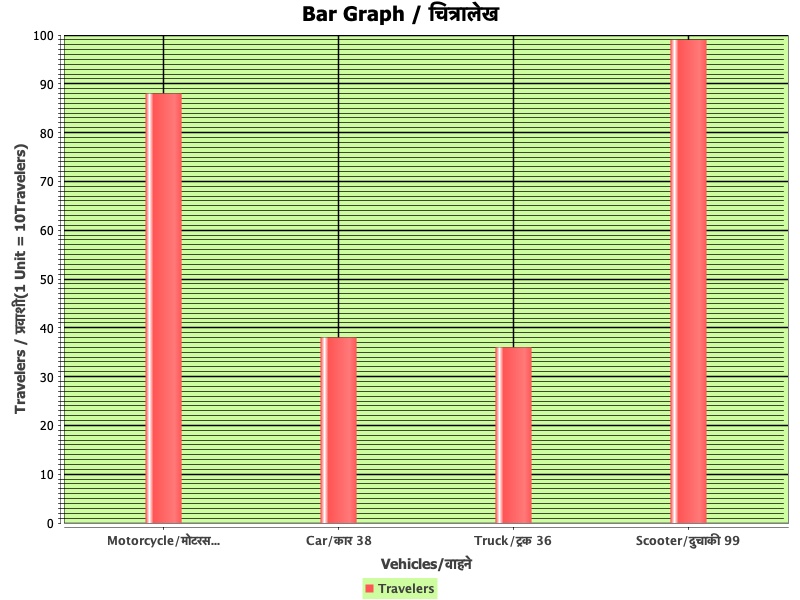 Bar Graph / चित्रालेख
Travelers / प्रवाशी(1 Unit = 10Travelers)
100
90
80
70
60
50
40
30
20
10
0
Motorcycle/मोटरस...
Car/कार 38
Truck/ट्रक 36
Scooter/दुचाकी 99
Vehicles/वाहने
Travelers